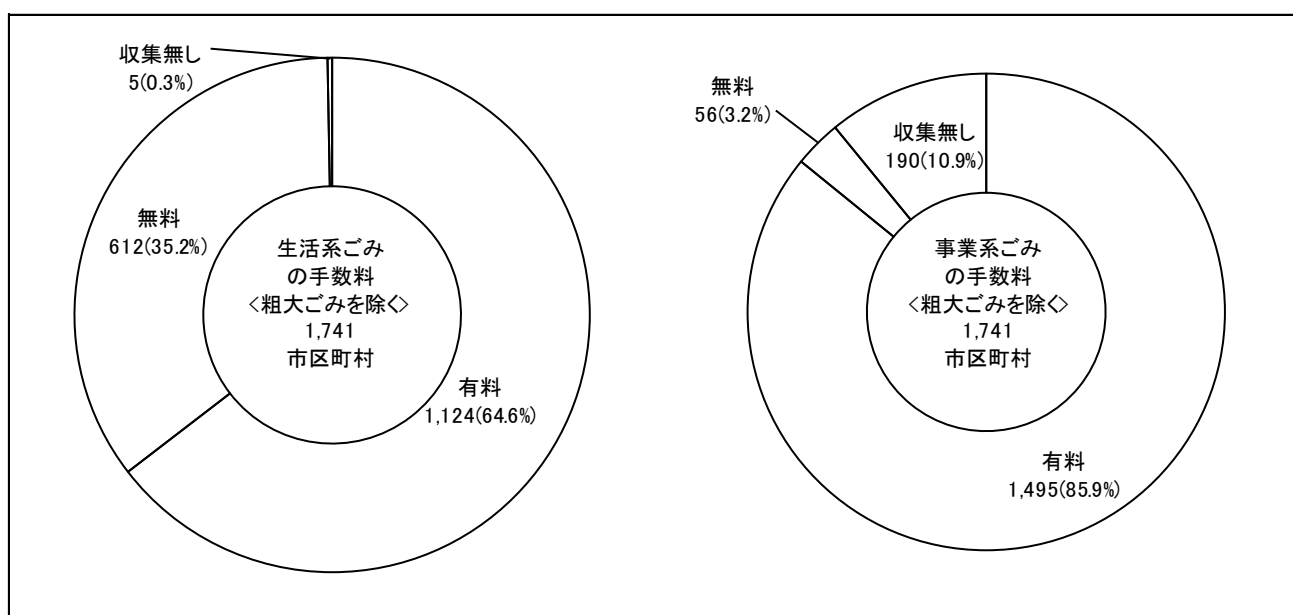 収集無し
5(0.3%)
無料
612(35.2%)
生活系ごみ
の手数料
<粗大ごみを除く>
1,741
市区町村
有料
1,124(64.6%)
無料
56(3.2%)
収集無し
190(10.9%)
事業系ごみ
の手数料
<粗大ごみを除く>
1,741
市区町村
有料
1,495(85.9%)